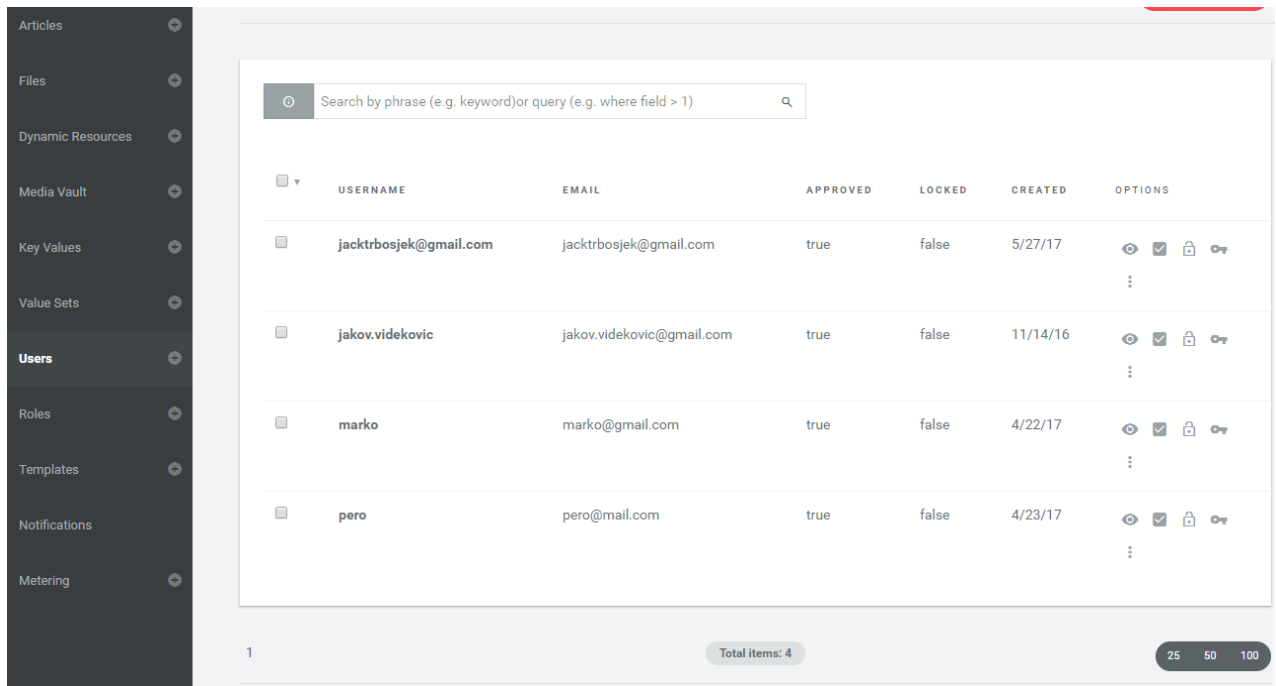 Articles
Files
Dynamic Resources
Media Vault
Key Values
Value Sets
Users
Roles
Templates
Notifications
Metering
Search by phrase (e.g. keyword)or query (e.g. where field > 1)
USERNAME EMAIL APPROVED LOCKED CREATED OPTIONS
jacktrbosjek@gmail.com jacktrbosjek@gmail.com true false 5/27/17
jakov.videkovic jakov.videkovic@gmail.com true false 11/14/16
marko marko@gmail.com true false 4/22/17
pero pero@mail.com true false 4/23/17
1 Total items: 4 25 50 100